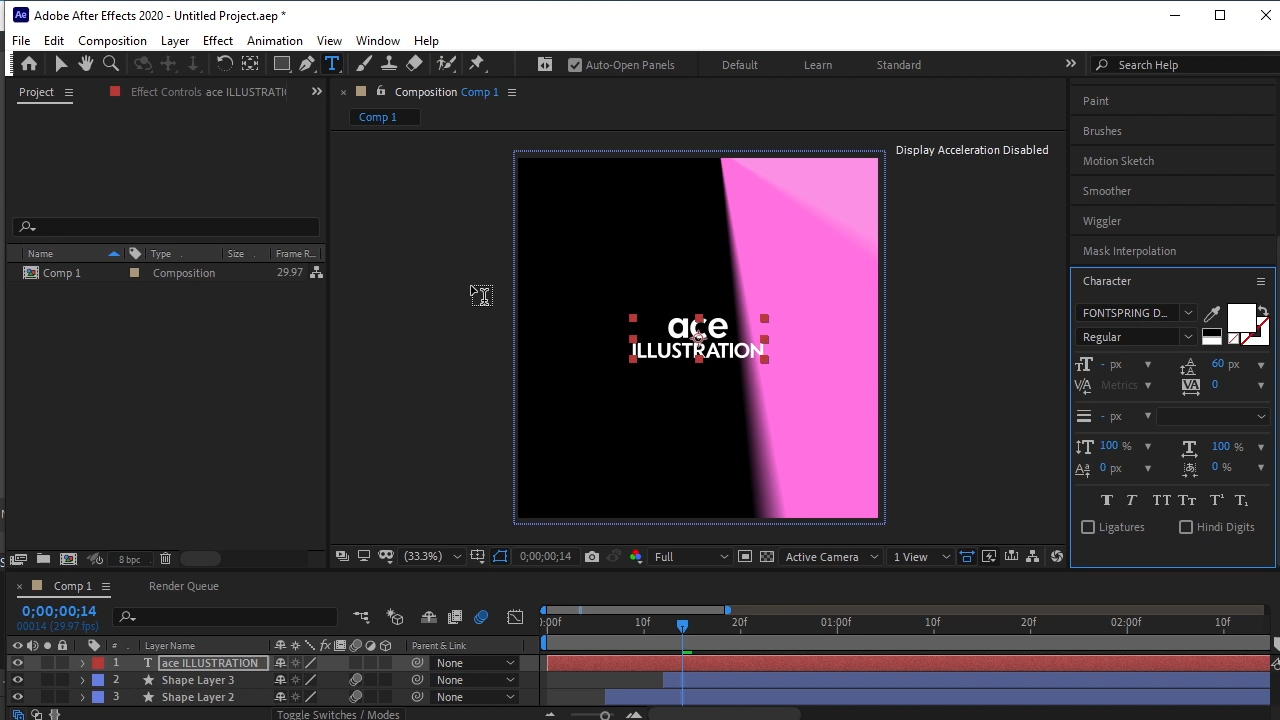 Ae Adobe After Effects 2020 - Untitled Project.aep *
File Edit Composition Layer Effect Animation View Window Help
T Auto-Open Panels Default Learn Standard Search Help
Project Effect Controls ace ILLUSTRATI
Composition Comp 1
Comp 1
Display Acceleration Disabled
Name Type Size Frame R...
Comp 1 Composition 29.97
ace
ILLUSTRATION
Paint
Brushes
Motion Sketch
Smoother
Wiggler
Mask Interpolation
Character
FONTSPRING D...
Regular
- px 60 px
Metrics 0
- px
100 % 100 %
0 px 0 %
T T TT Tr T¹ T₁
Ligatures Hindi Digits
8 bpc
(33.3%) 0;00;00;14 Full Active Camera 1 View
Comp 1 Render Queue
0;00;00;14
00014 (29.97 fps)
:00f 10f 20f 01:00f 10f 20f 02:00f 10f
# Layer Name fx Parent & Link
1 T ace ILLUSTRATION None
2 Shape Layer 3 None
3 Shape Layer 2 None
Toggle Switches / Modes